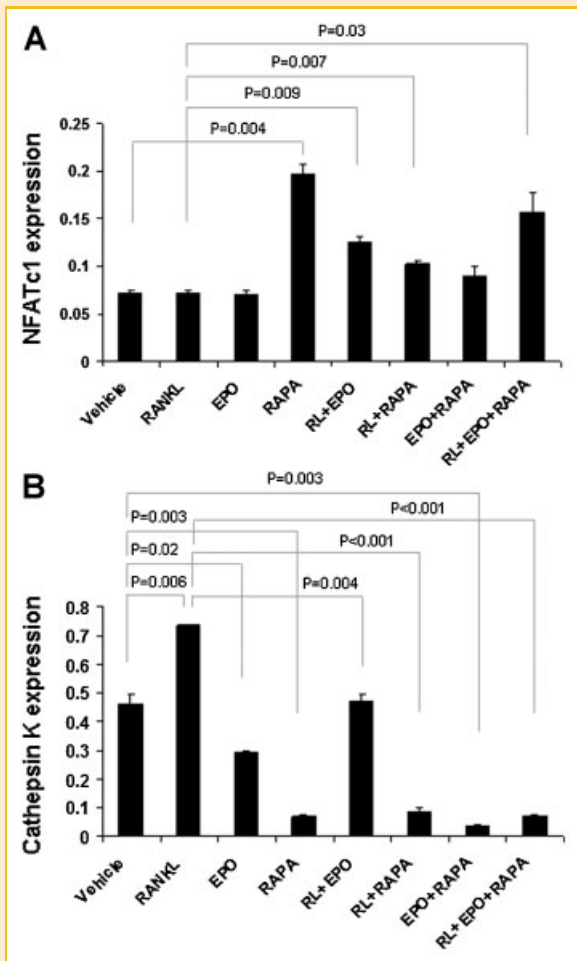 A
P=0.03
P=0.007
P=0.009
P=0.004
NFATc1 expression
0.25
0.2
0.15
0.1
0.05
0
Vehicle
RANKL
EPO
RAPA
RL+EPO
RL+RAPA
EPO+RAPA
RL+EPO+RAPA
B
P=0.003
P=0.003
P<0.001
P=0.02
P<0.001
P=0.006
P=0.004
Cathepsin K expression
0.8
0.7
0.6
0.5
0.4
0.3
0.2
0.1
0
Vehicle
RANKL
EPO
RAPA
RL+EPO
RL+RAPA
EPO+RAPA
RL+EPO+RAPA